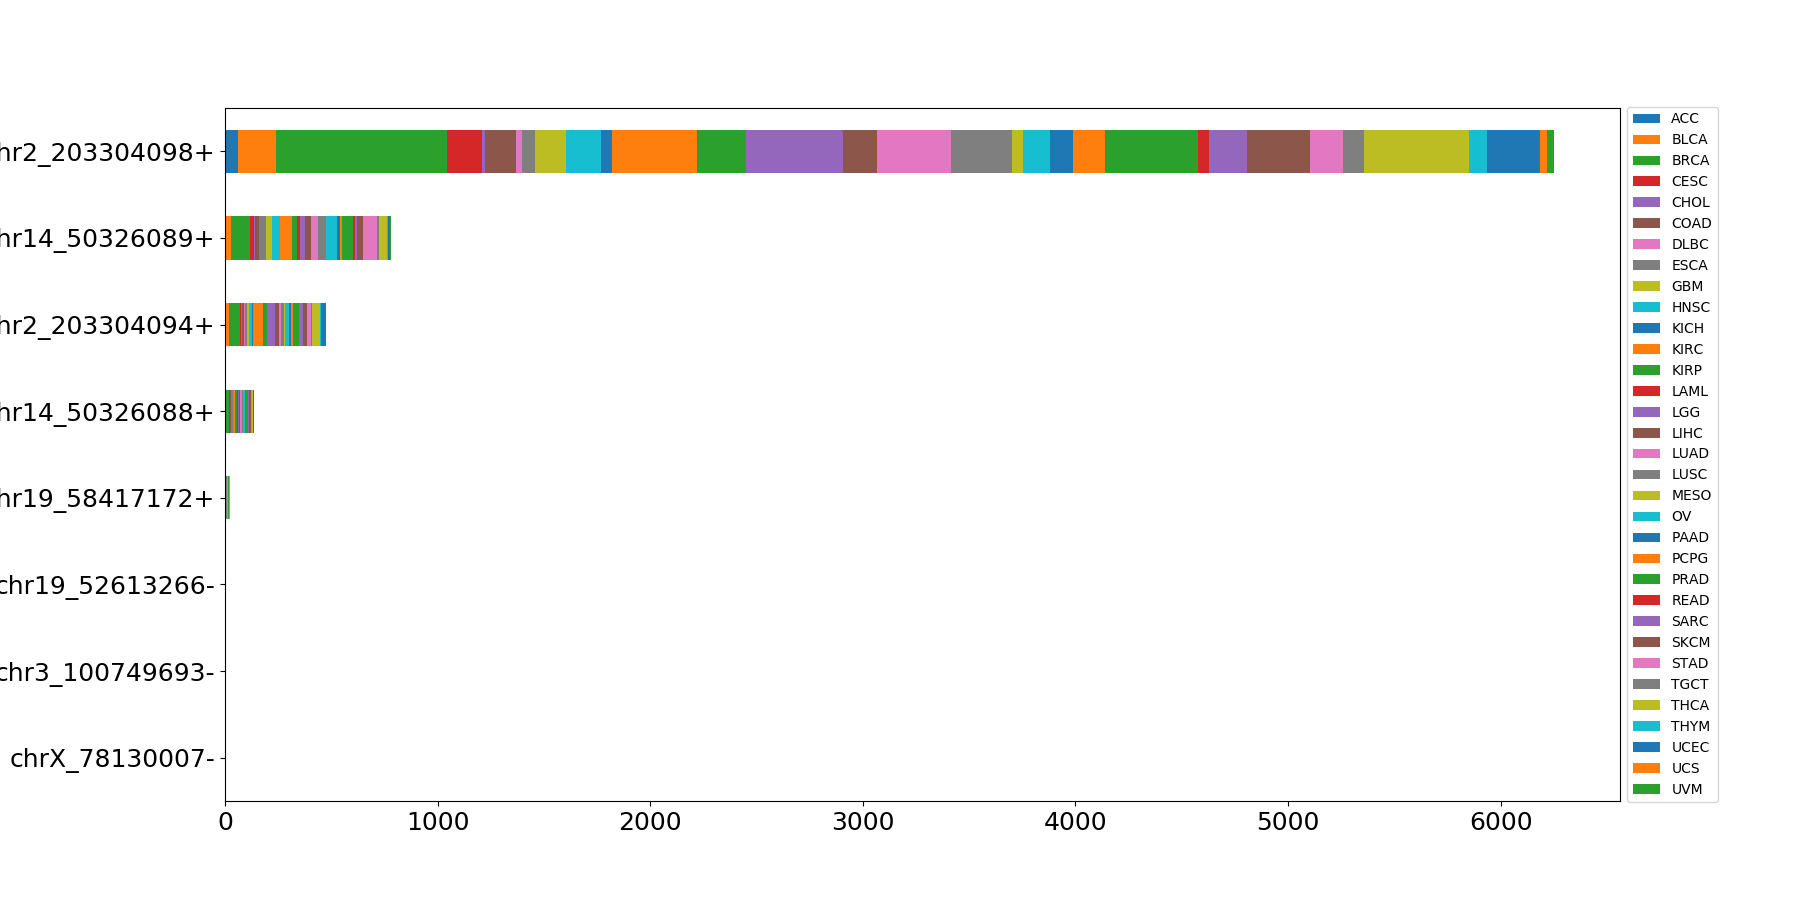 hr2_203304098+
hr14_50326089+
hr2_203304094+
hr14_50326088+
hr19_58417172+
chr19_52613266-
chr3_100749693-
chrX_78130007-
0 1000 2000 3000 4000 5000 6000
ACC
BLCA
BRCA
CESC
CHOL
COAD
DLBC
ESCA
GBM
HNSC
KICH
KIRC
KIRP
LAML
LGG
LIHC
LUAD
LUSC
MESO
OV
PAAD
PCPG
PRAD
READ
SARC
SKCM
STAD
TGCT
THCA
THYM
UCEC
UCS
UVM